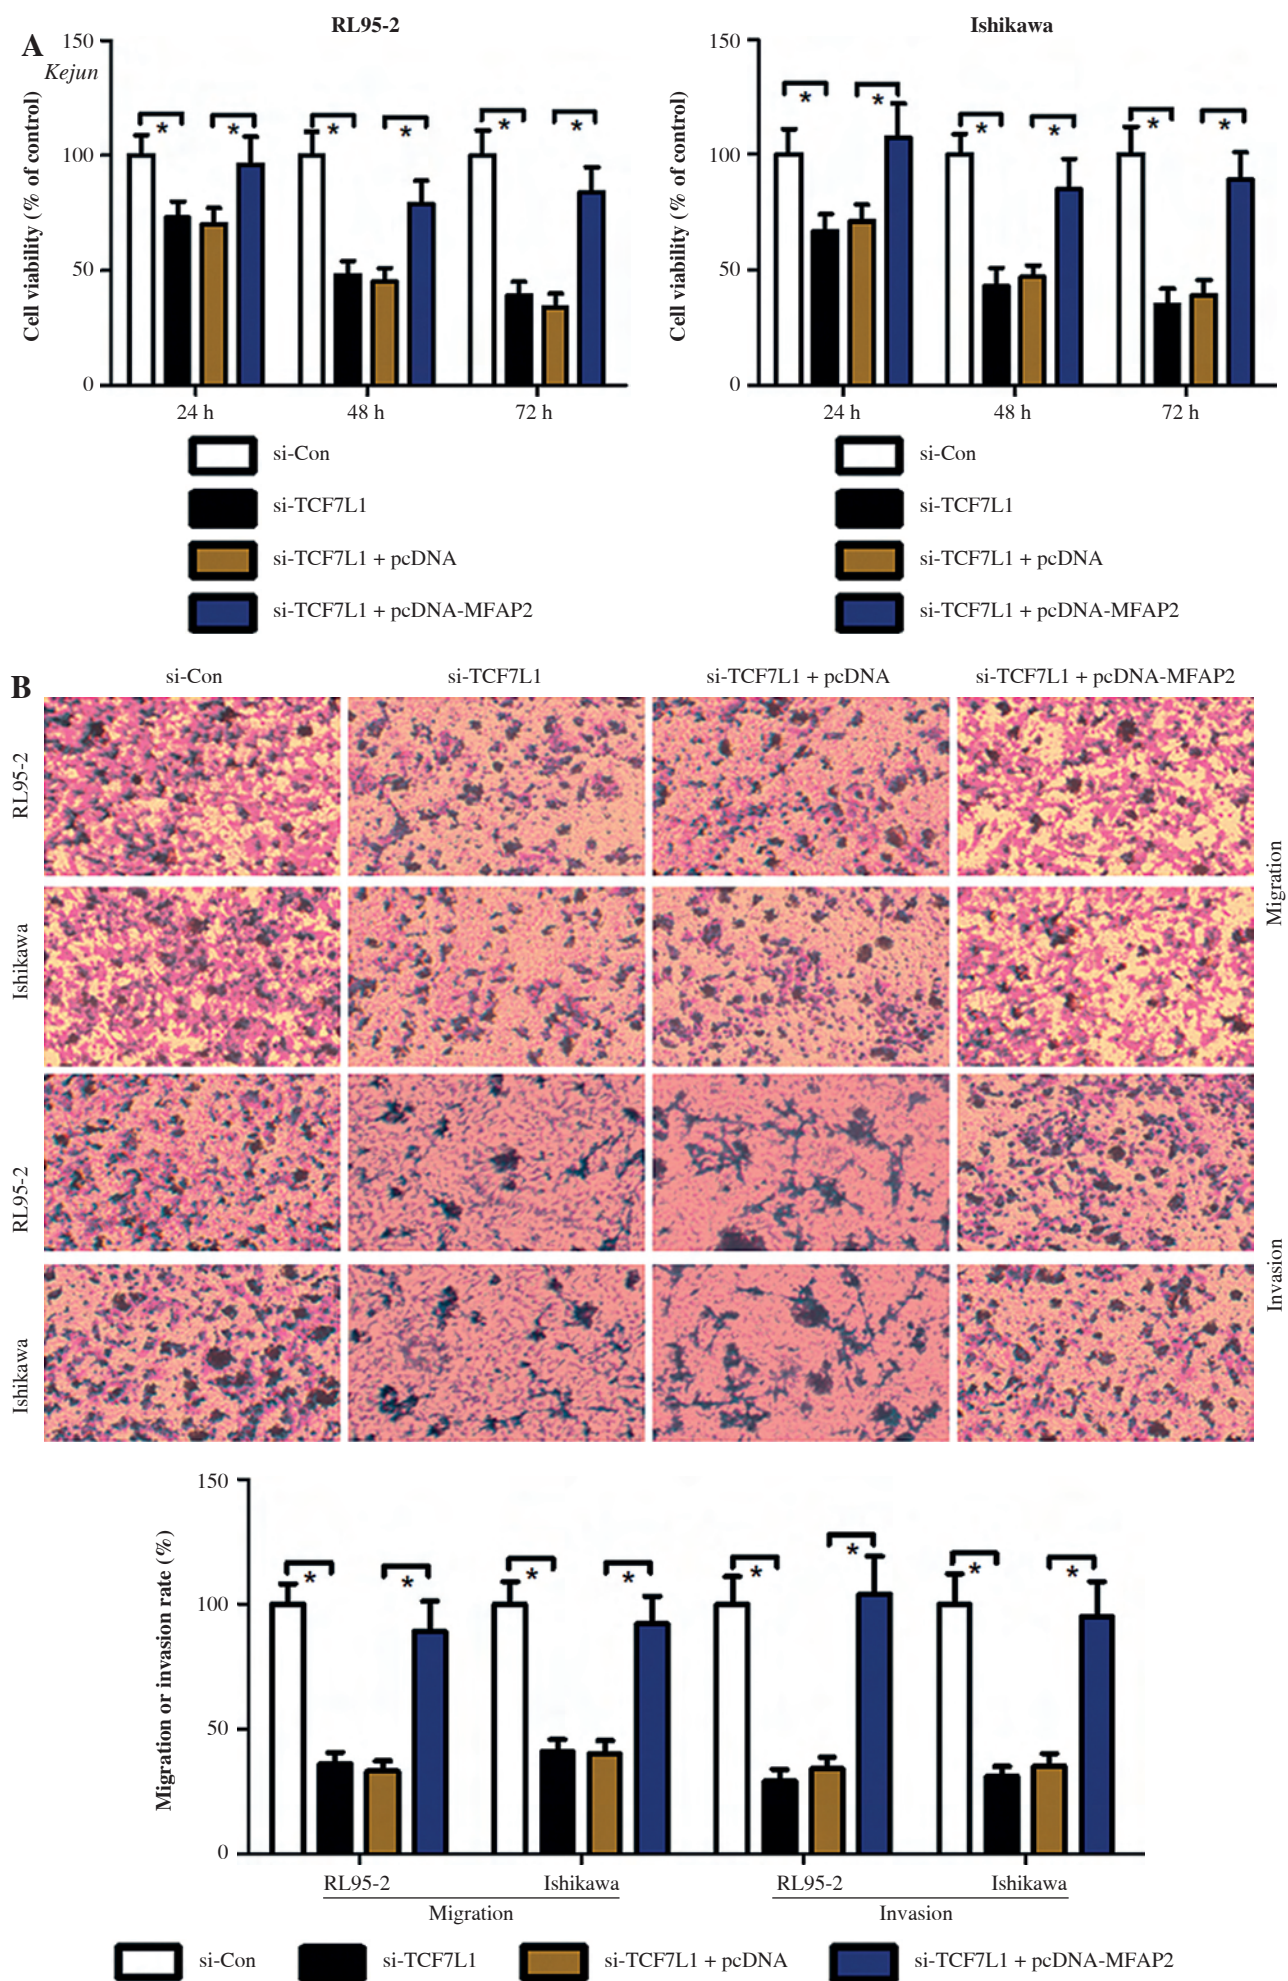 A
Kejun
RL95-2
Cell viability (% of control)
150
100
50
0
* * * * * *
24 h 48 h 72 h
si-Con
si-TCF7L1
si-TCF7L1 + pcDNA
si-TCF7L1 + pcDNA-MFAP2
Ishikawa
Cell viability (% of control)
150
100
50
0
* * * * * *
24 h 48 h 72 h
si-Con
si-TCF7L1
si-TCF7L1 + pcDNA
si-TCF7L1 + pcDNA-MFAP2
B
si-Con si-TCF7L1 si-TCF7L1 + pcDNA si-TCF7L1 + pcDNA-MFAP2
RL95-2
Ishikawa
Migration
RL95-2
Ishikawa
Invasion
Migration or invasion rate (%)
150
100
50
0
* * * * * * * *
RL95-2 Ishikawa RL95-2 Ishikawa
Migration Invasion
si-Con si-TCF7L1 si-TCF7L1 + pcDNA si-TCF7L1 + pcDNA-MFAP2